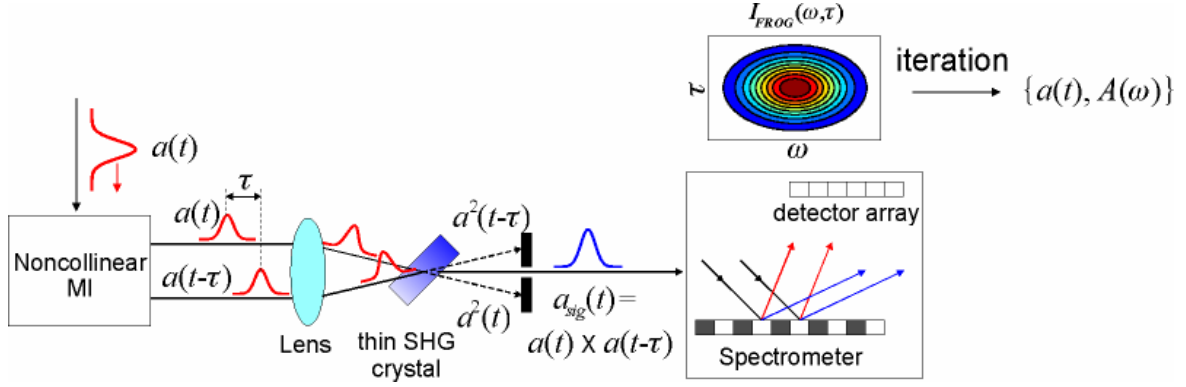 I_FROG(ω,τ)
τ
ω
iteration
{a(t), A(ω)}
a(t)
τ
a(t)
a(t-τ)
Noncollinear
MI
Lens
thin SHG
crystal
a²(t-τ)
a²(t)
a_sig(t) =
a(t) X a(t-τ)
detector array
Spectrometer